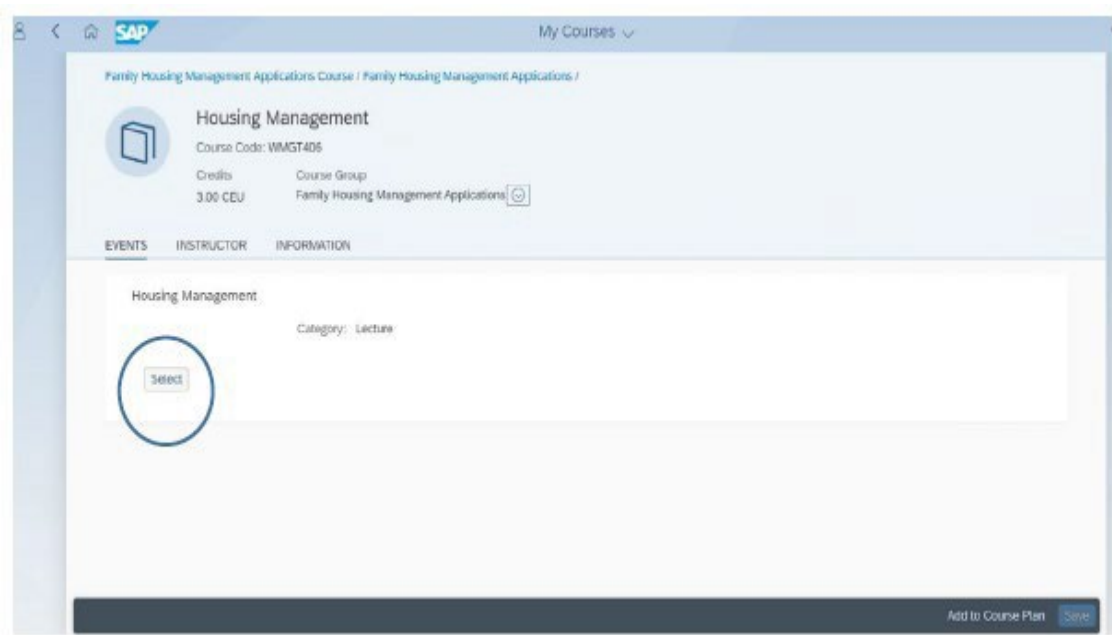 SAP
My Courses
Family Housing Management Applications Course / Family Housing Management Applications /
Housing Management
Course Code: WMGT406
Credits Course Group
3.00 CEU Family Housing Management Applications
EVENTS INSTRUCTOR INFORMATION
Housing Management
Category: Lecture
Select
Add to Course Plan Save